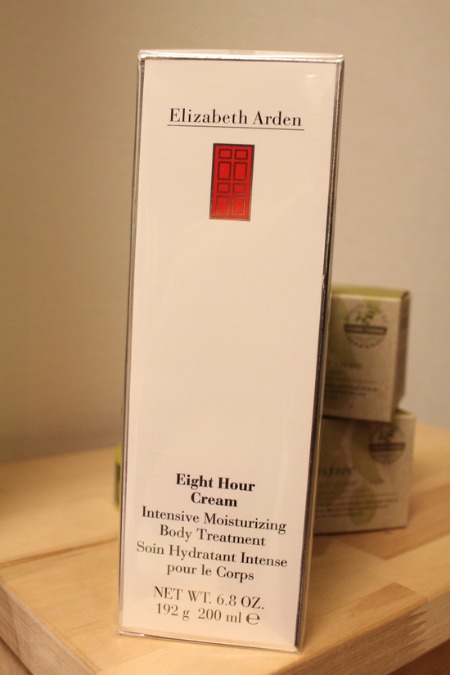 Elizabeth Arden
Eight Hour
Cream
Intensive Moisturizing
Body Treatment
Soin Hydratant Intense
pour le Corps
NET WT. 6.8 OZ.
192 g 200 ml ℮